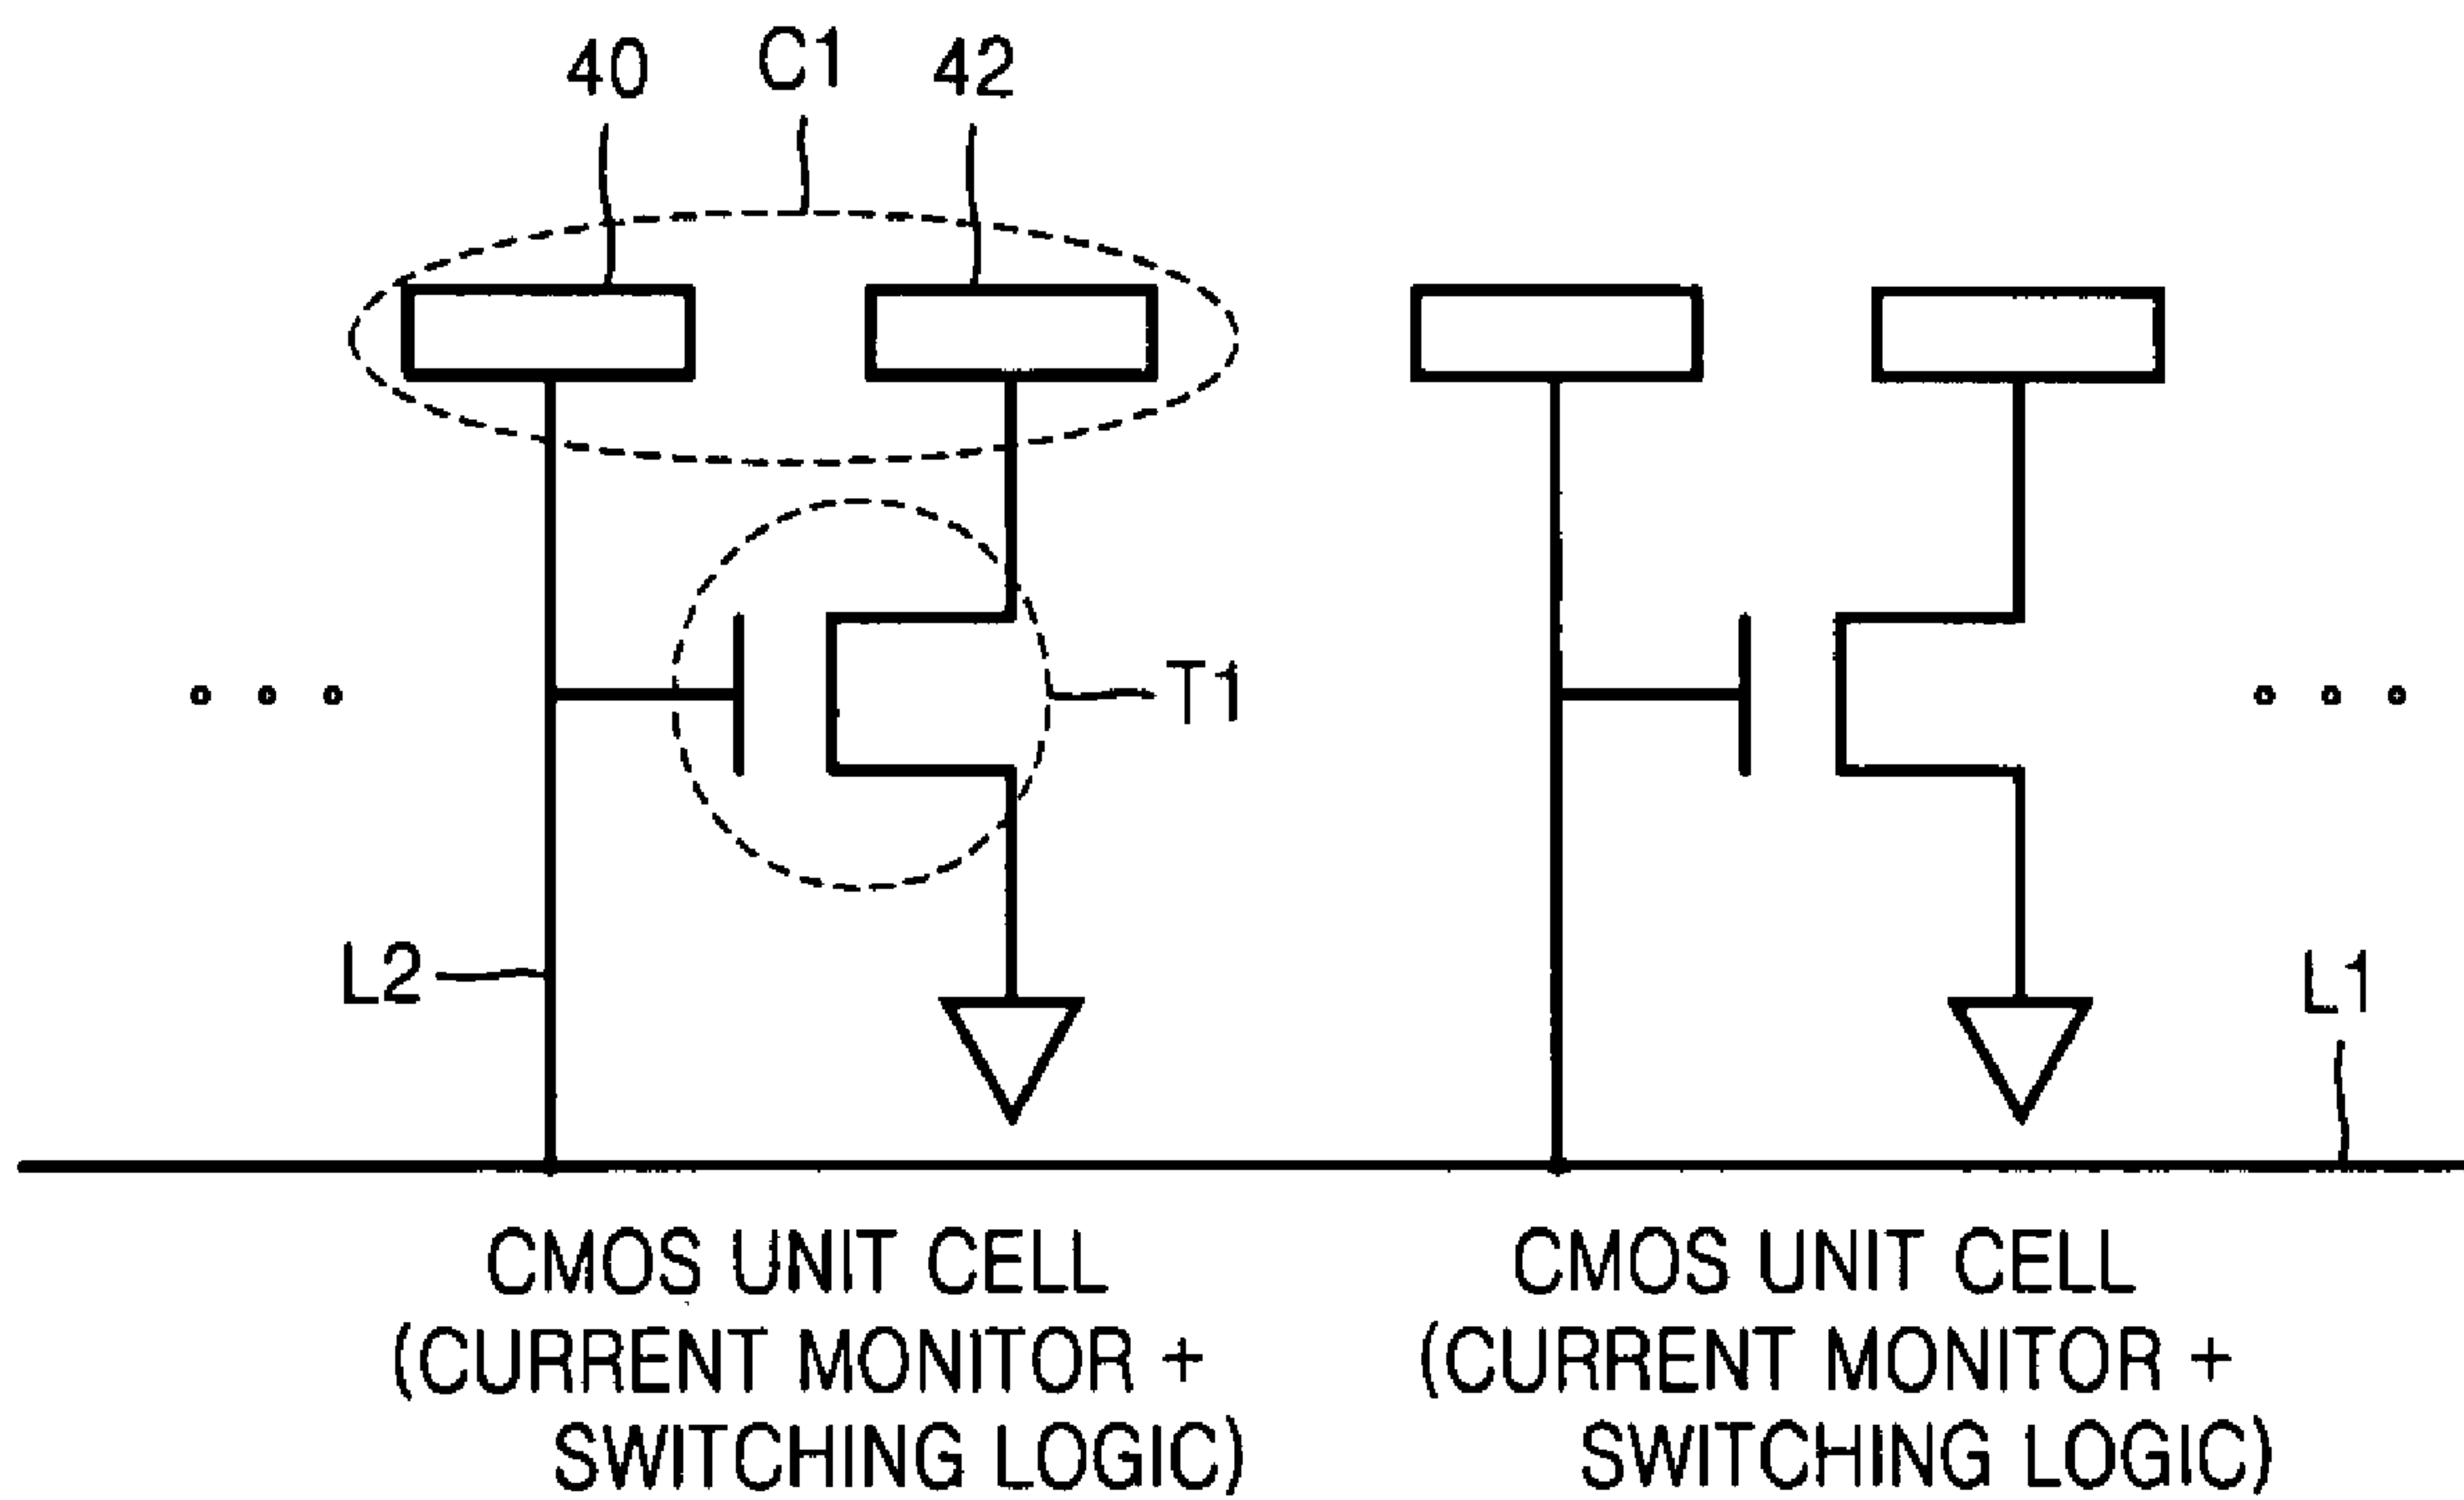 40
C1
42
T1
L2
L1
CMOS UNIT CELL
(CURRENT MONITOR +
SWITCHING LOGIC)
CMOS UNIT CELL
(CURRENT MONITOR +
SWITCHING LOGIC)